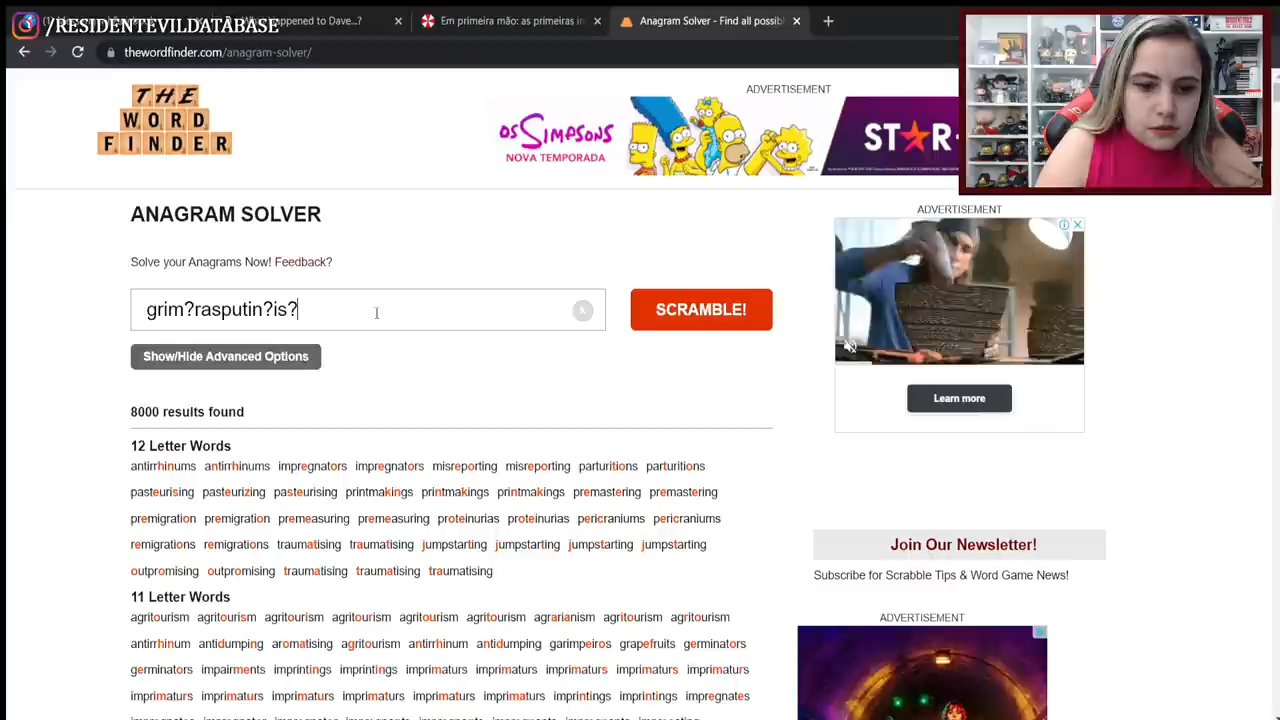 /RESIDENTEVILDATABASE
ppened to Dave...?
Em primeira mão: as primeiras in
Anagram Solver - Find all possibl
thewordfinder.com/anagram-solver/
THE
WORD
FINDER
ADVERTISEMENT
OS SIMPSONS
NOVA TEMPORADA
STAR
ANAGRAM SOLVER
ADVERTISEMENT
Solve your Anagrams Now! Feedback?
grim?rasputin?is?
x
SCRAMBLE!
Show/Hide Advanced Options
Learn more
8000 results found
12 Letter Words
antirrhinums antirrhinums impregnators impregnators misreporting misreporting parturitions parturitions
pasteurising pasteurizing pasteurising printmakings printmakings printmakings premastering premastering
premigration premigration premeasuring premeasuring proteinurias proteinurias pericraniums pericraniums
remigrations remigrations traumatising traumatising jumpstarting jumpstarting jumpstarting jumpstarting
outpromising outpromising traumatising traumatising traumatising
Join Our Newsletter!
Subscribe for Scrabble Tips & Word Game News!
11 Letter Words
agritourism agritourism agritourism agritourism agritourism agrarianism agritourism agritourism
ADVERTISEMENT
antirrhinum antidumping aromatising agritourism antirrhinum antidumping garimpeiros grapefruits germinators
germinators impairments imprintings imprintings imprimaturs imprimaturs imprimaturs imprimaturs imprimaturs
imprimaturs imprimaturs imprimaturs imprimaturs imprimaturs imprimaturs imprintings imprintings impregnates